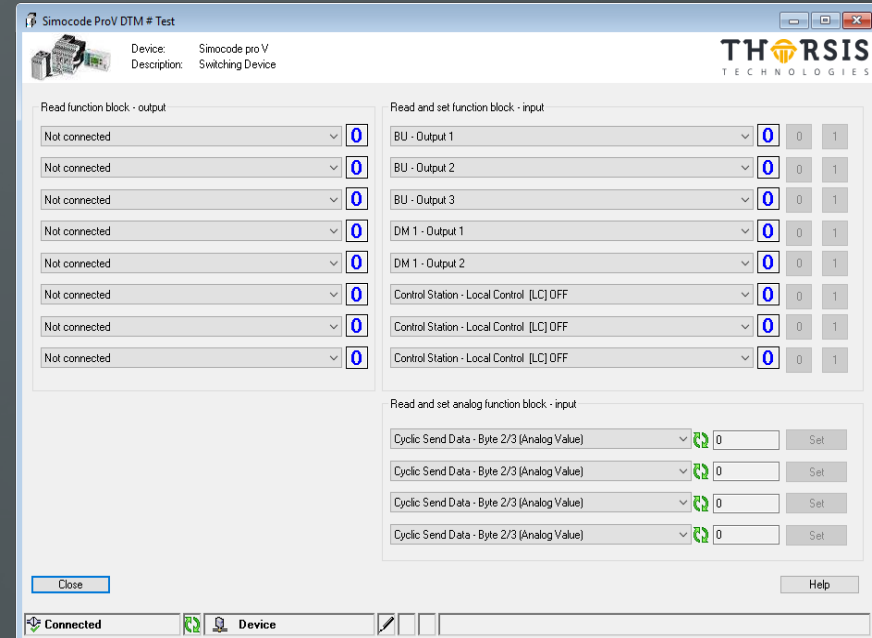 Simocode ProV DTM # Test
Device: Simocode pro V
Description: Switching Device
THORSIS
TECHNOLOGIES
Read function block - output
Not connected 0
Not connected 0
Not connected 0
Not connected 0
Not connected 0
Not connected 0
Not connected 0
Not connected 0
Read and set function block - input
BU - Output 1 0 0 1
BU - Output 2 0 0 1
BU - Output 3 0 0 1
DM 1 - Output 1 0 0 1
DM 1 - Output 2 0 0 1
Control Station - Local Control [LC] OFF 0 0 1
Control Station - Local Control [LC] OFF 0 0 1
Control Station - Local Control [LC] OFF 0 0 1
Read and set analog function block - input
Cyclic Send Data - Byte 2/3 (Analog Value) 0 Set
Cyclic Send Data - Byte 2/3 (Analog Value) 0 Set
Cyclic Send Data - Byte 2/3 (Analog Value) 0 Set
Cyclic Send Data - Byte 2/3 (Analog Value) 0 Set
Close Help
Connected Device